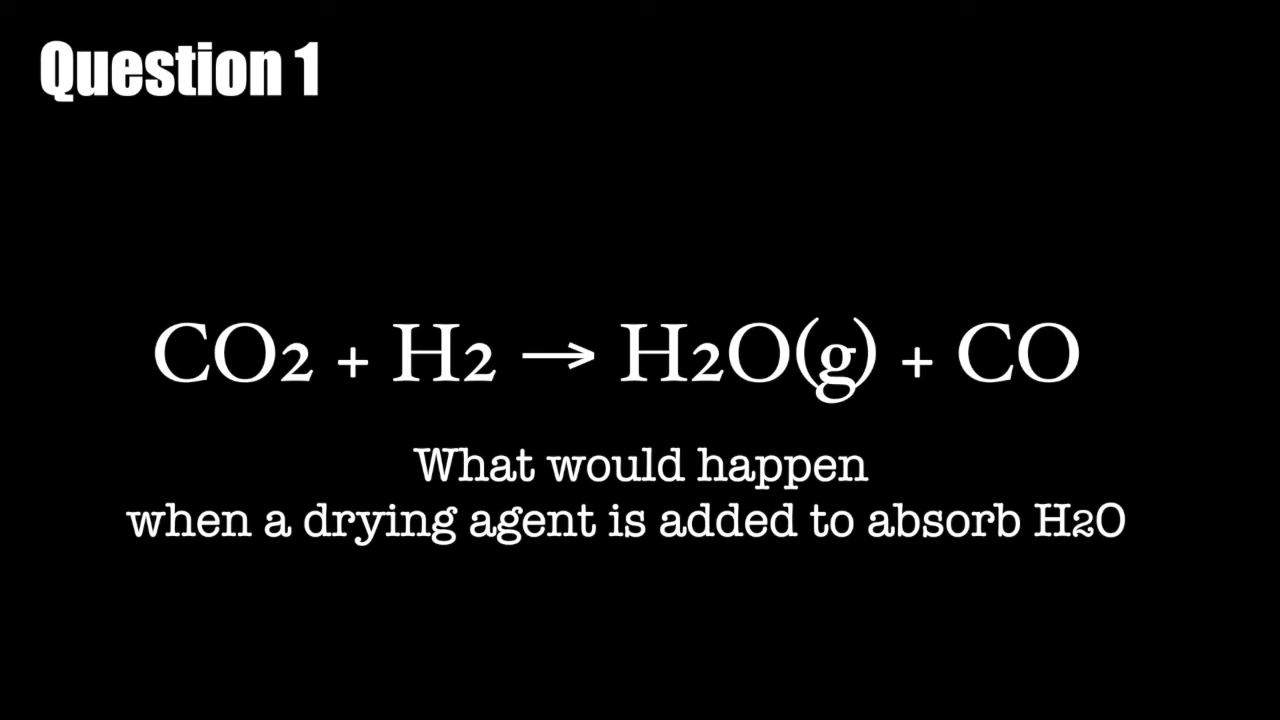 Question 1
CO2 + H2 → H2O(g) + CO
What would happen
when a drying agent is added to absorb H2O